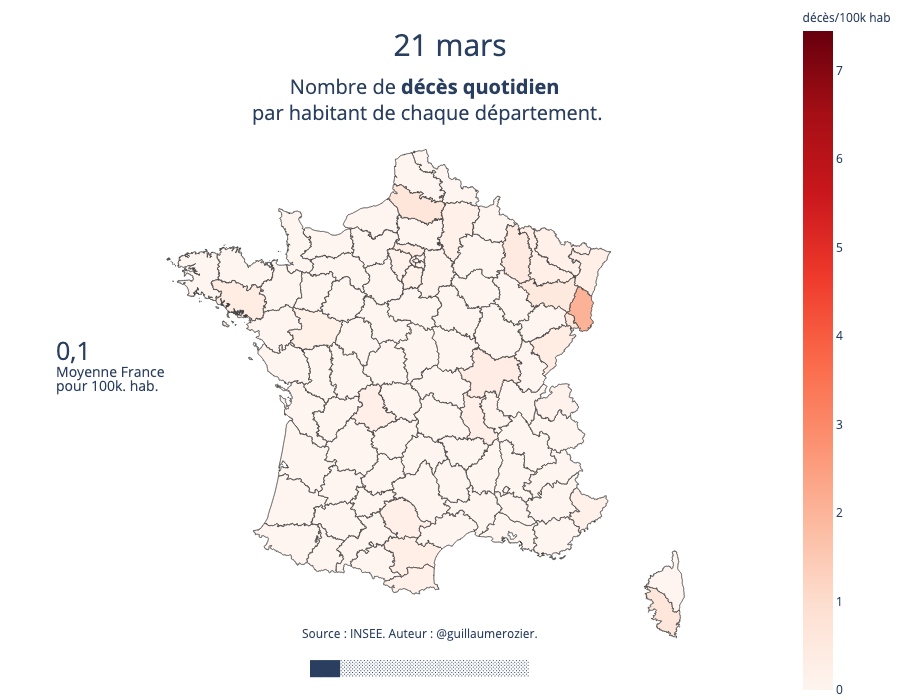 décès/100k hab
21 mars
Nombre de décès quotidien
par habitant de chaque département.
7
6
5
4
3
2
1
0
0,1
Moyenne France
pour 100k. hab.
Source : INSEE. Auteur : @guillaumerozier.